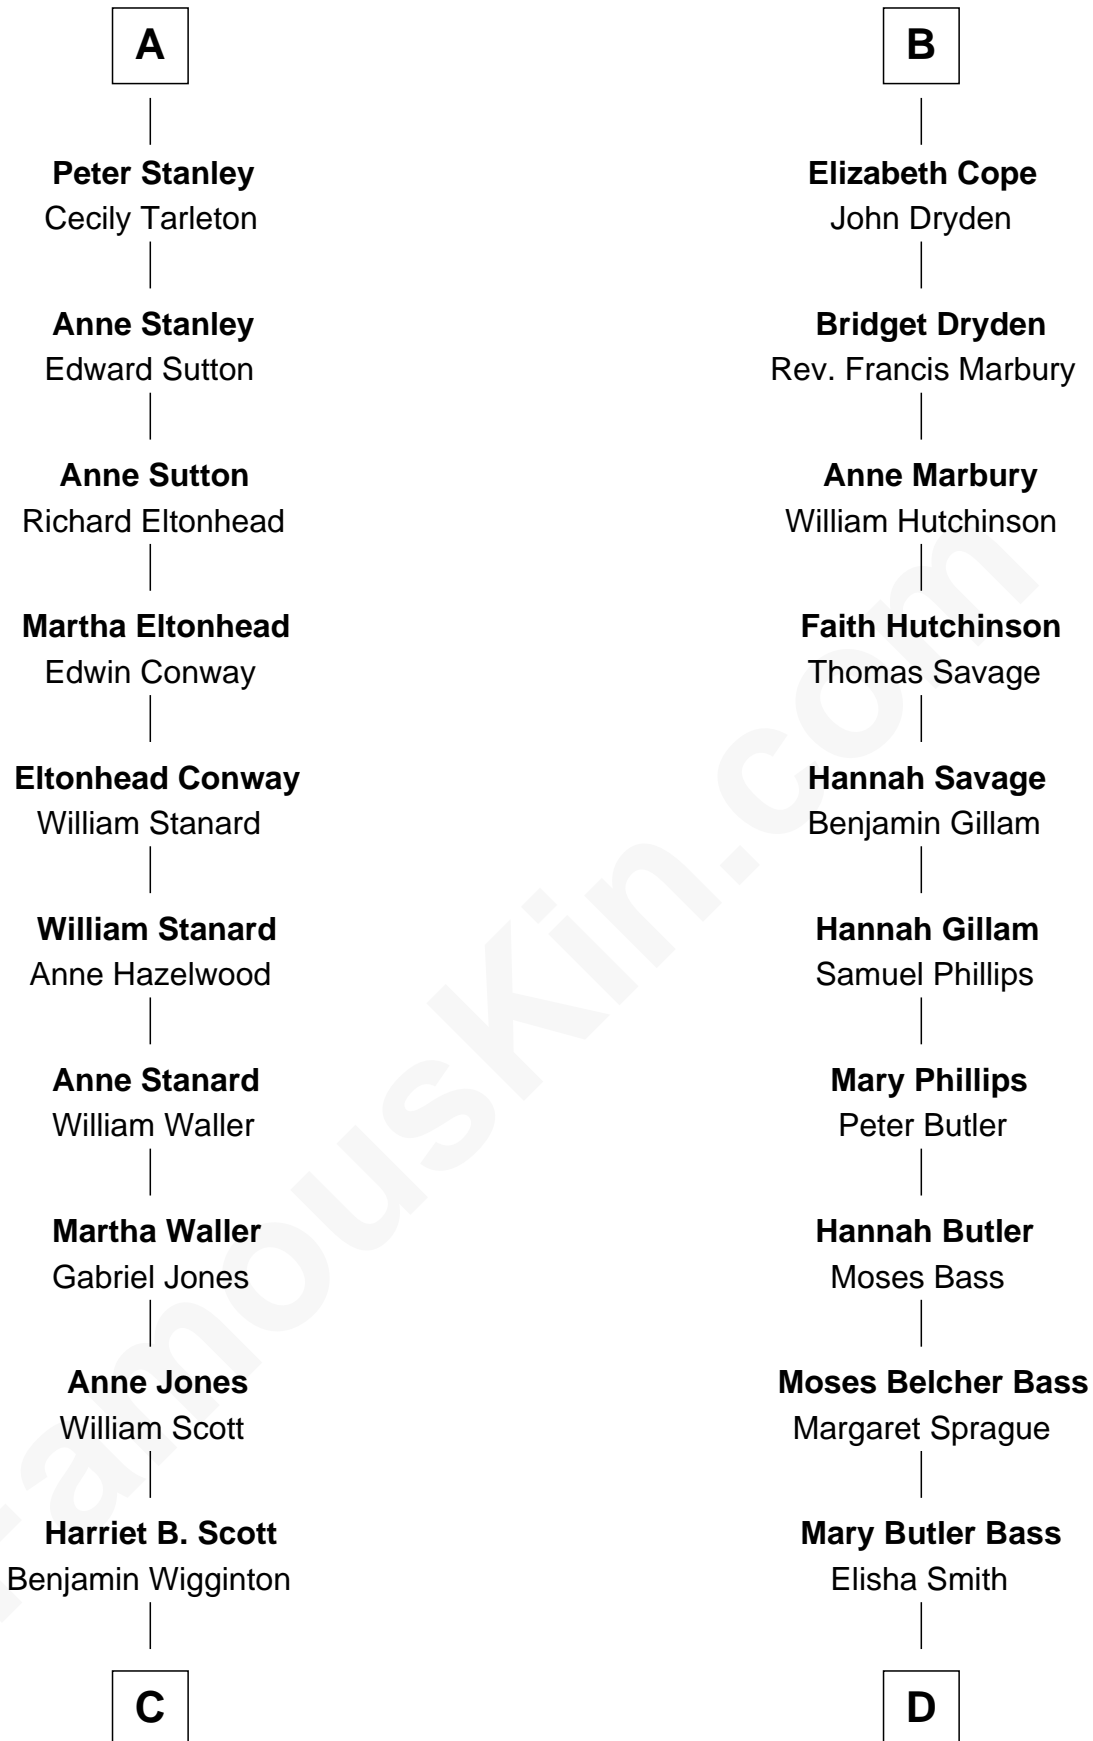 A
Peter Stanley
Cecily Tarleton
Anne Stanley
Edward Sutton
Anne Sutton
Richard Eltonhead
Martha Eltonhead
Edwin Conway
Eltonhead Conway
William Stanard
William Stanard
Anne Hazelwood
Anne Stanard
William Waller
Martha Waller
Gabriel Jones
Anne Jones
William Scott
Harriet B. Scott
Benjamin Wigginton
C
B
Elizabeth Cope
John Dryden
Bridget Dryden
Rev. Francis Marbury
Anne Marbury
William Hutchinson
Faith Hutchinson
Thomas Savage
Hannah Savage
Benjamin Gillam
Hannah Gillam
Samuel Phillips
Mary Phillips
Peter Butler
Hannah Butler
Moses Bass
Moses Belcher Bass
Margaret Sprague
Mary Butler Bass
Elisha Smith
D
FamousKin.com